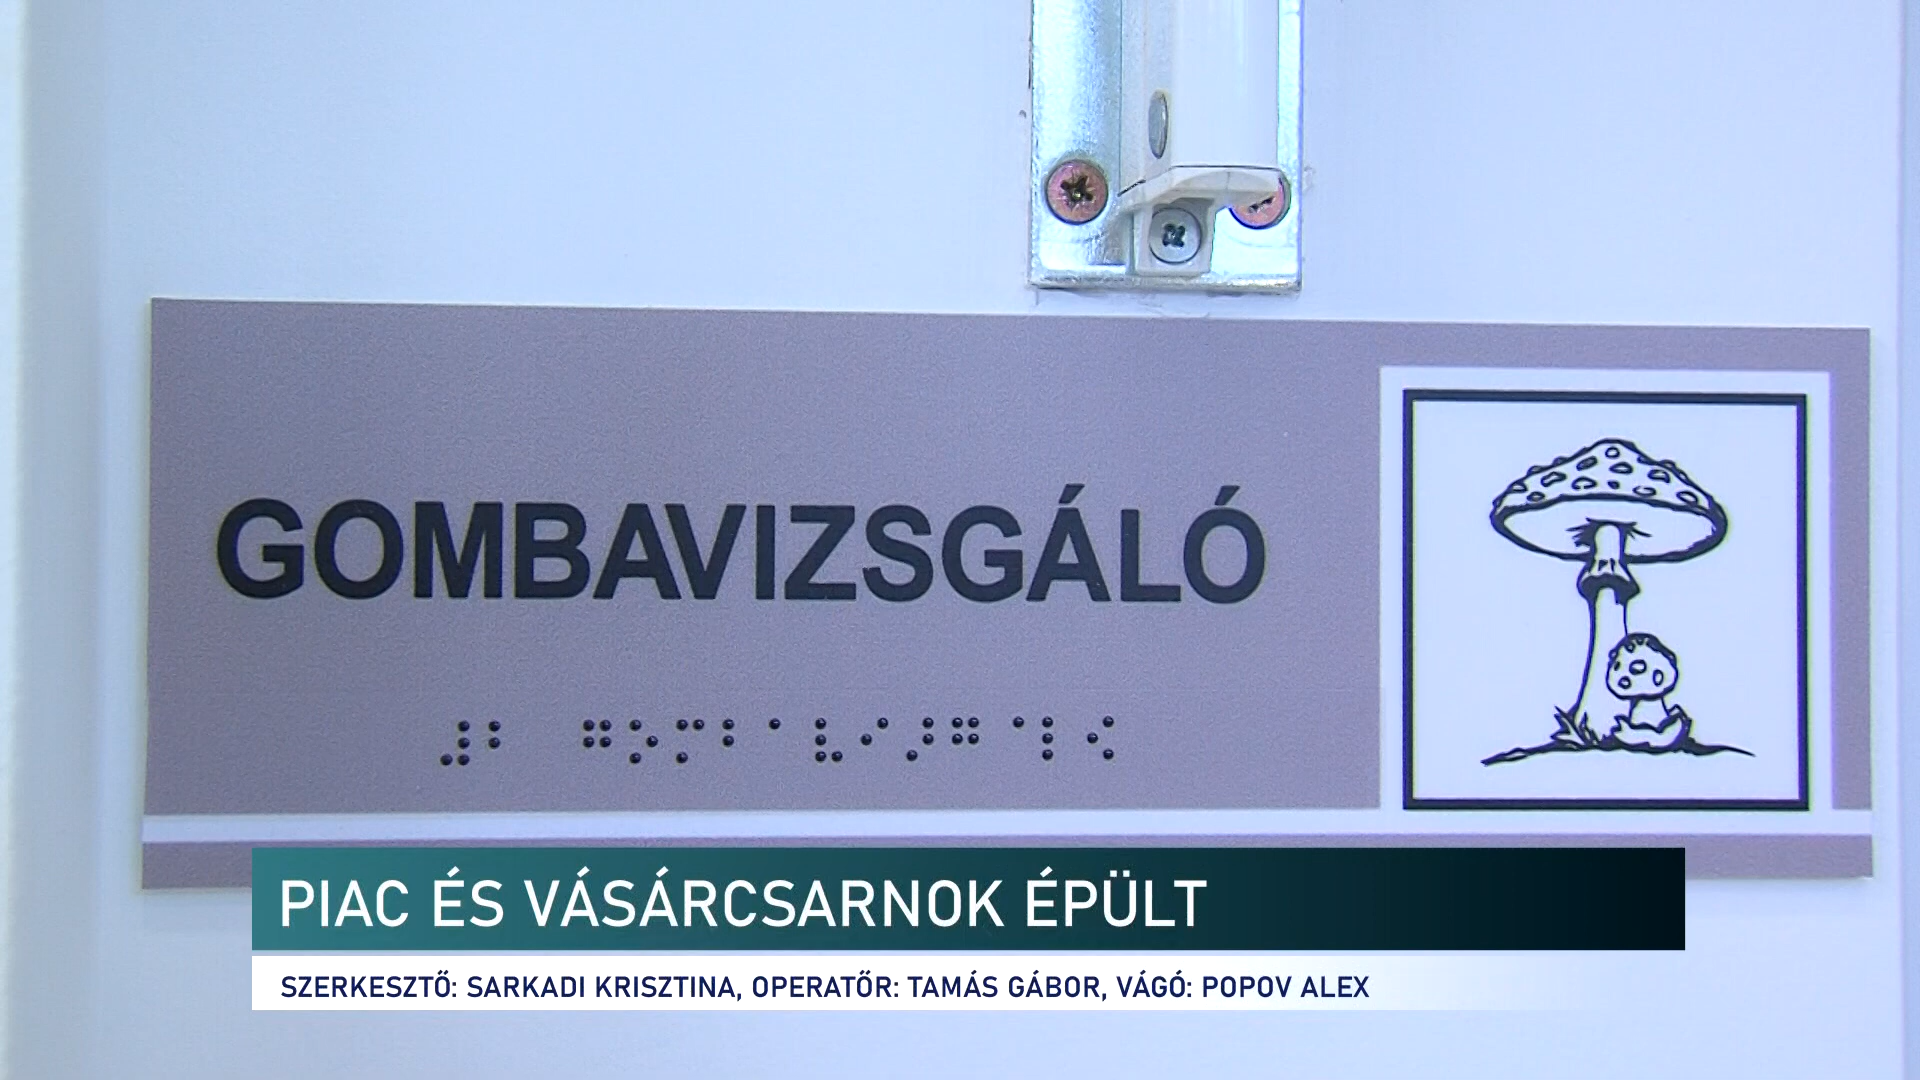 GOMBAVIZSGÁLÓ
⠼⠃ ⠛⠕⠍⠃⠁⠧⠊⠜⠛⠈⠇⠪
PIAC ÉS VÁSÁRCSARNOK ÉPÜLT
SZERKESZTŐ: SARKADI KRISZTINA, OPERATŐR: TAMÁS GÁBOR, VÁGÓ: POPOV ALEX